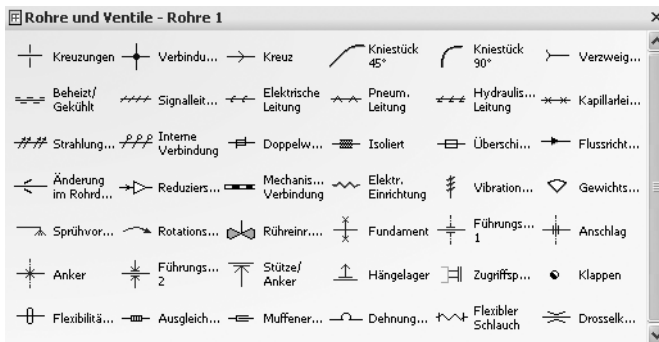 Rohre und Ventile - Rohre 1
Kreuzungen
Verbindu...
Kreuz
Kniestück
45°
Kniestück
90°
Verzweig...
Beheizt/
Gekühlt
Signalleit...
Elektrische
Leitung
Pneum.
Leitung
Hydraulis...
Leitung
Kapillarlei...
Strahlung...
Interne
Verbindung
Doppelw...
Isoliert
Überschi...
Flussricht...
Änderung
im Rohrd...
Reduziers...
Mechanis...
Verbindung
Elektr.
Einrichtung
Vibration...
Gewichts...
Sprühvor...
Rotations...
Rühreinr....
Fundament
Führungs...
1
Anschlag
Anker
Führungs...
2
Stütze/
Anker
Hängelager
Zugriffsp...
Klappen
Flexibilitä...
Ausgleich...
Muffener...
Dehnung...
Flexibler
Schlauch
Drosselk...